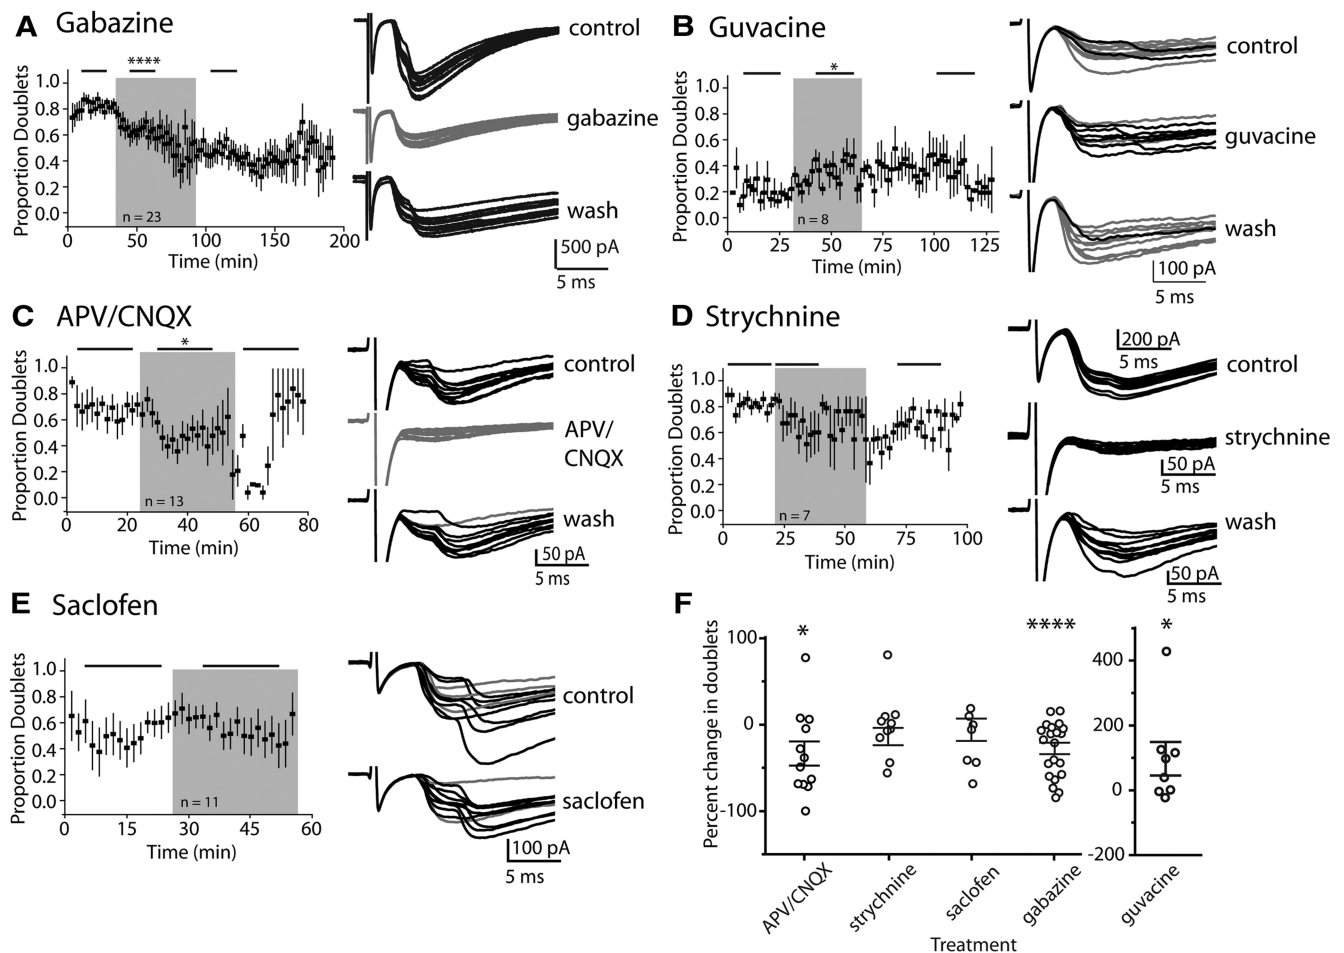 A Gabazine
Proportion Doublets
1.0
0.8
0.6
0.4
0.2
0.0
****
n = 23
0 50 100 150 200
Time (min)
control
gabazine
wash
500 pA
5 ms
B Guvacine
Proportion Doublets
1.0
0.8
0.6
0.4
0.2
0.0
*
n = 8
0 25 50 75 100 125
Time (min)
control
guvacine
wash
100 pA
5 ms
C APV/CNQX
Proportion Doublets
1.0
0.8
0.6
0.4
0.2
0.0
*
n = 13
0 20 40 60 80
Time (min)
control
APV/
CNQX
wash
50 pA
5 ms
D Strychnine
Proportion Doublets
1.0
0.8
0.6
0.4
0.2
0.0
n = 7
0 25 50 75 100
Time (min)
200 pA
5 ms
control
strychnine
50 pA
5 ms
wash
50 pA
5 ms
E Saclofen
Proportion Doublets
1.0
0.8
0.6
0.4
0.2
0.0
n = 11
0 15 30 45 60
Time (min)
control
saclofen
100 pA
5 ms
F
Percent change in doublets
100
0
-100
* **** *
400
200
0
-200
APV/CNQX
strychnine
saclofen
gabazine
guvacine
Treatment